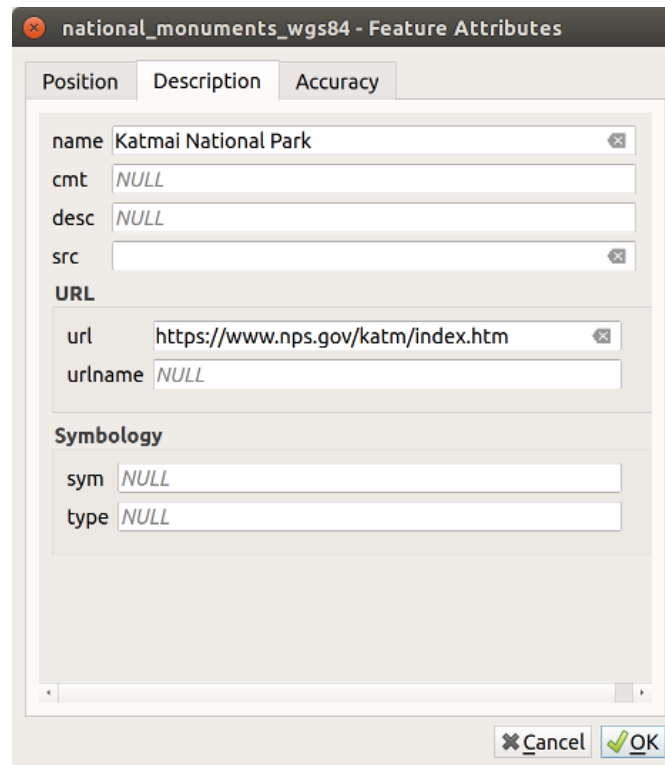 national_monuments_wgs84 - Feature Attributes
Position Description Accuracy
name Katmai National Park
cmt NULL
desc NULL
src
URL
url https://www.nps.gov/katm/index.htm
urlname NULL
Symbology
sym NULL
type NULL
Cancel OK